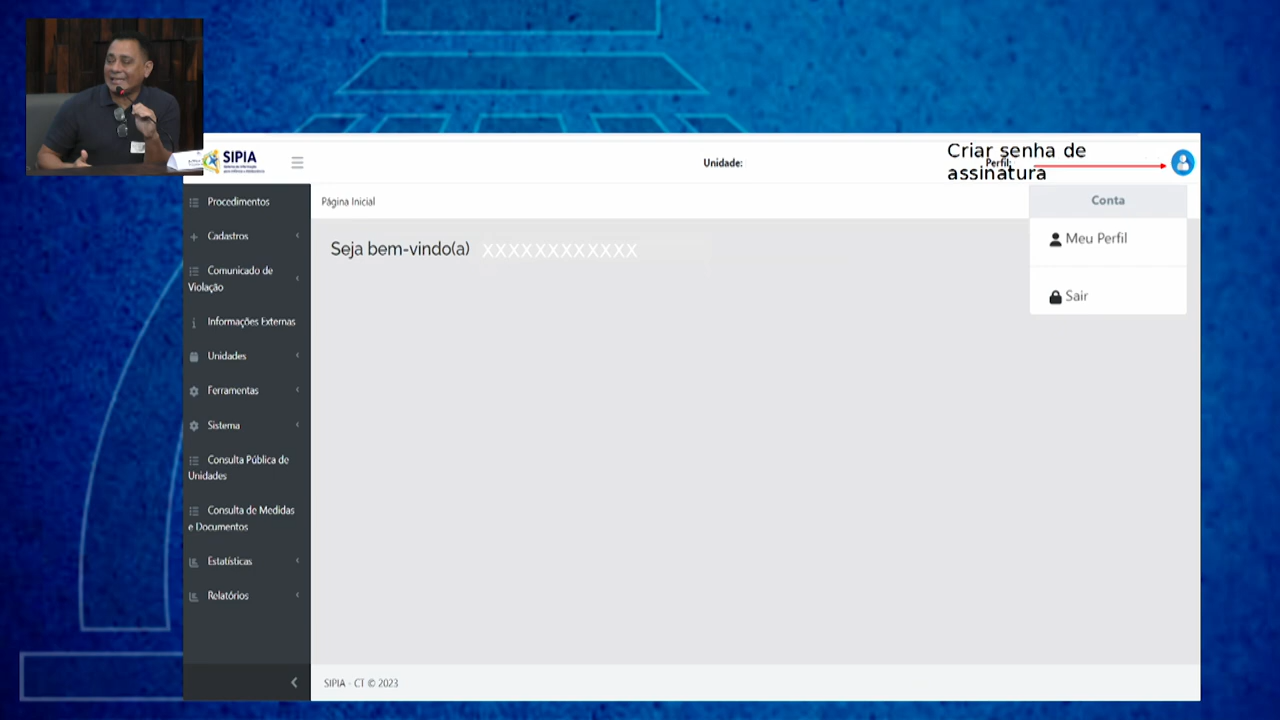 SIPIA
Unidade:
Perfil:
Criar senha de
assinatura
Conta
Meu Perfil
Sair
Procedimentos
Cadastros
Comunicado de
Violação
Informações Externas
Unidades
Ferramentas
Sistema
Consulta Pública de
Unidades
Consulta de Medidas
e Documentos
Estatísticas
Relatórios
Página Inicial
Seja bem-vindo(a) XXXXXXXXXXXX
SIPIA - CT © 2023